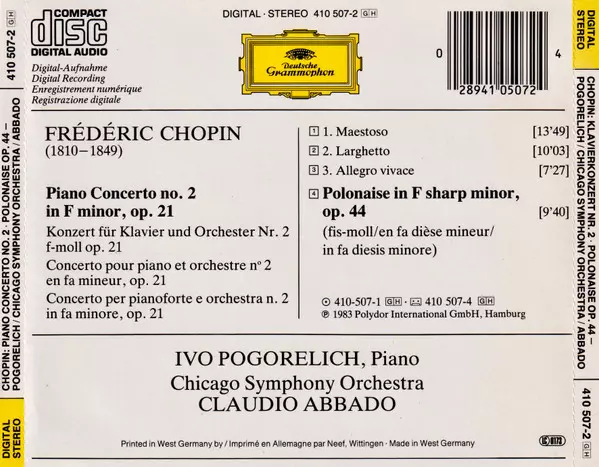 COMPACT
disc
DIGITAL AUDIO
DIGITAL · STEREO 410 507-2 GH
Digital-Aufnahme
Digital Recording
Enregistrement numérique
Registrazione digitale
Deutsche
Grammophon
0 28941 05072 4
FRÉDÉRIC CHOPIN
(1810–1849)
Piano Concerto no. 2
in F minor, op. 21
Konzert für Klavier und Orchester Nr. 2
f-moll op. 21
Concerto pour piano et orchestre nº 2
en fa mineur, op. 21
Concerto per pianoforte e orchestra n. 2
in fa minore, op. 21
1 1. Maestoso [13'49]
2 2. Larghetto [10'03]
3 3. Allegro vivace [7'27]
4 Polonaise in F sharp minor,
op. 44 [9'40]
(fis-moll/en fa dièse mineur/
in fa diesis minore)
410-507-1 GH · 410 507-4 GH
℗ 1983 Polydor International GmbH, Hamburg
IVO POGORELICH, Piano
Chicago Symphony Orchestra
CLAUDIO ABBADO
Printed in West Germany by / Imprimé en Allemagne par Neef, Wittingen · Made in West Germany
LC 0173
410 507-2 GH
CHOPIN: PIANO CONCERTO NO. 2 · POLONAISE OP. 44 –
POGORELICH / CHICAGO SYMPHONY ORCHESTRA / ABBADO
DIGITAL
STEREO
DIGITAL
STEREO
CHOPIN: KLAVIERKONZERT NR. 2 · POLONAISE OP. 44 –
POGORELICH / CHICAGO SYMPHONY ORCHESTRA / ABBADO
410 507-2 GH